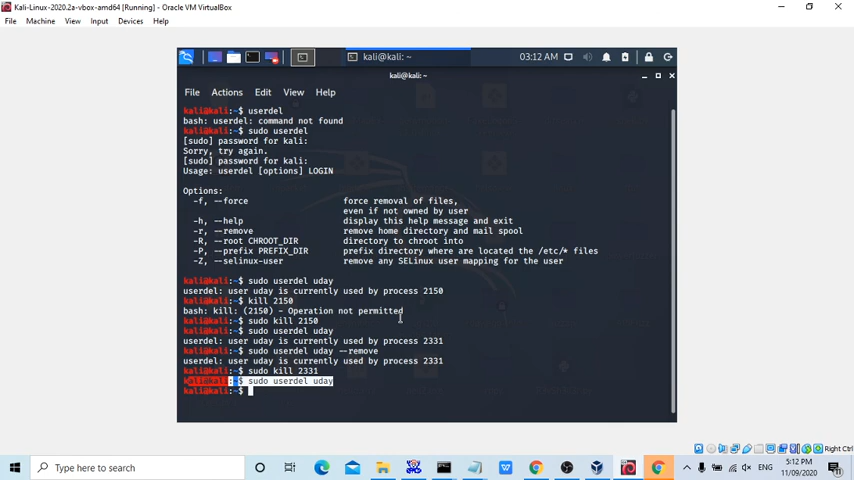 Kali-Linux-2020.2a-vbox-amd64 [Running] - Oracle VM VirtualBox
File Machine View Input Devices Help
kali@kali: ~
03:12 AM
kali@kali:~
File Actions Edit View Help
kali@kali:~$ userdel
bash: userdel: command not found
kali@kali:~$ sudo userdel
[sudo] password for kali:
Sorry, try again.
[sudo] password for kali:
Usage: userdel [options] LOGIN
Options:
-f, --force force removal of files,
even if not owned by user
-h, --help display this help message and exit
-r, --remove remove home directory and mail spool
-R, --root CHROOT_DIR directory to chroot into
-P, --prefix PREFIX_DIR prefix directory where are located the /etc/* files
-Z, --selinux-user remove any SELinux user mapping for the user
kali@kali:~$ sudo userdel uday
userdel: user uday is currently used by process 2150
kali@kali:~$ kill 2150
bash: kill: (2150) - Operation not permitted
kali@kali:~$ sudo kill 2150
kali@kali:~$ sudo userdel uday
userdel: user uday is currently used by process 2331
kali@kali:~$ sudo userdel uday --remove
userdel: user uday is currently used by process 2331
kali@kali:~$ sudo kill 2331
kali@kali:~$ sudo userdel uday
kali@kali:~$
Right Ctrl
Type here to search
ENG
5:12 PM
11/09/2020